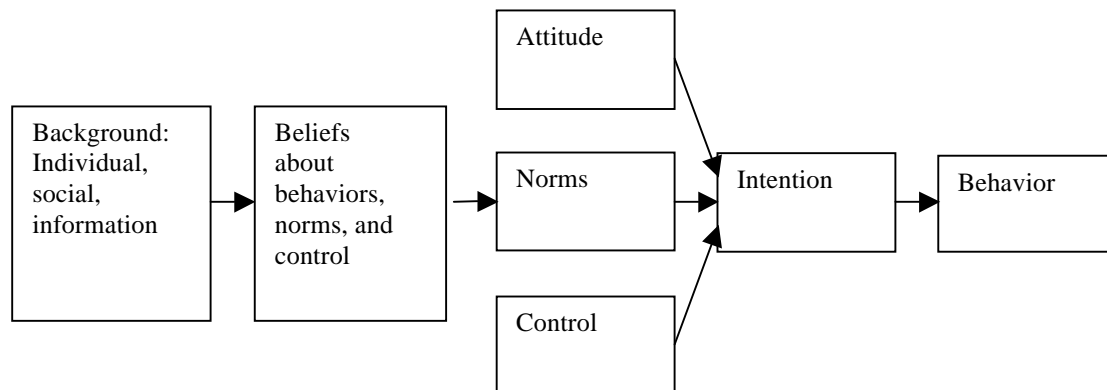 Background:
Individual,
social,
information
Beliefs
about
behaviors,
norms, and
control
Attitude
Norms
Control
Intention
Behavior